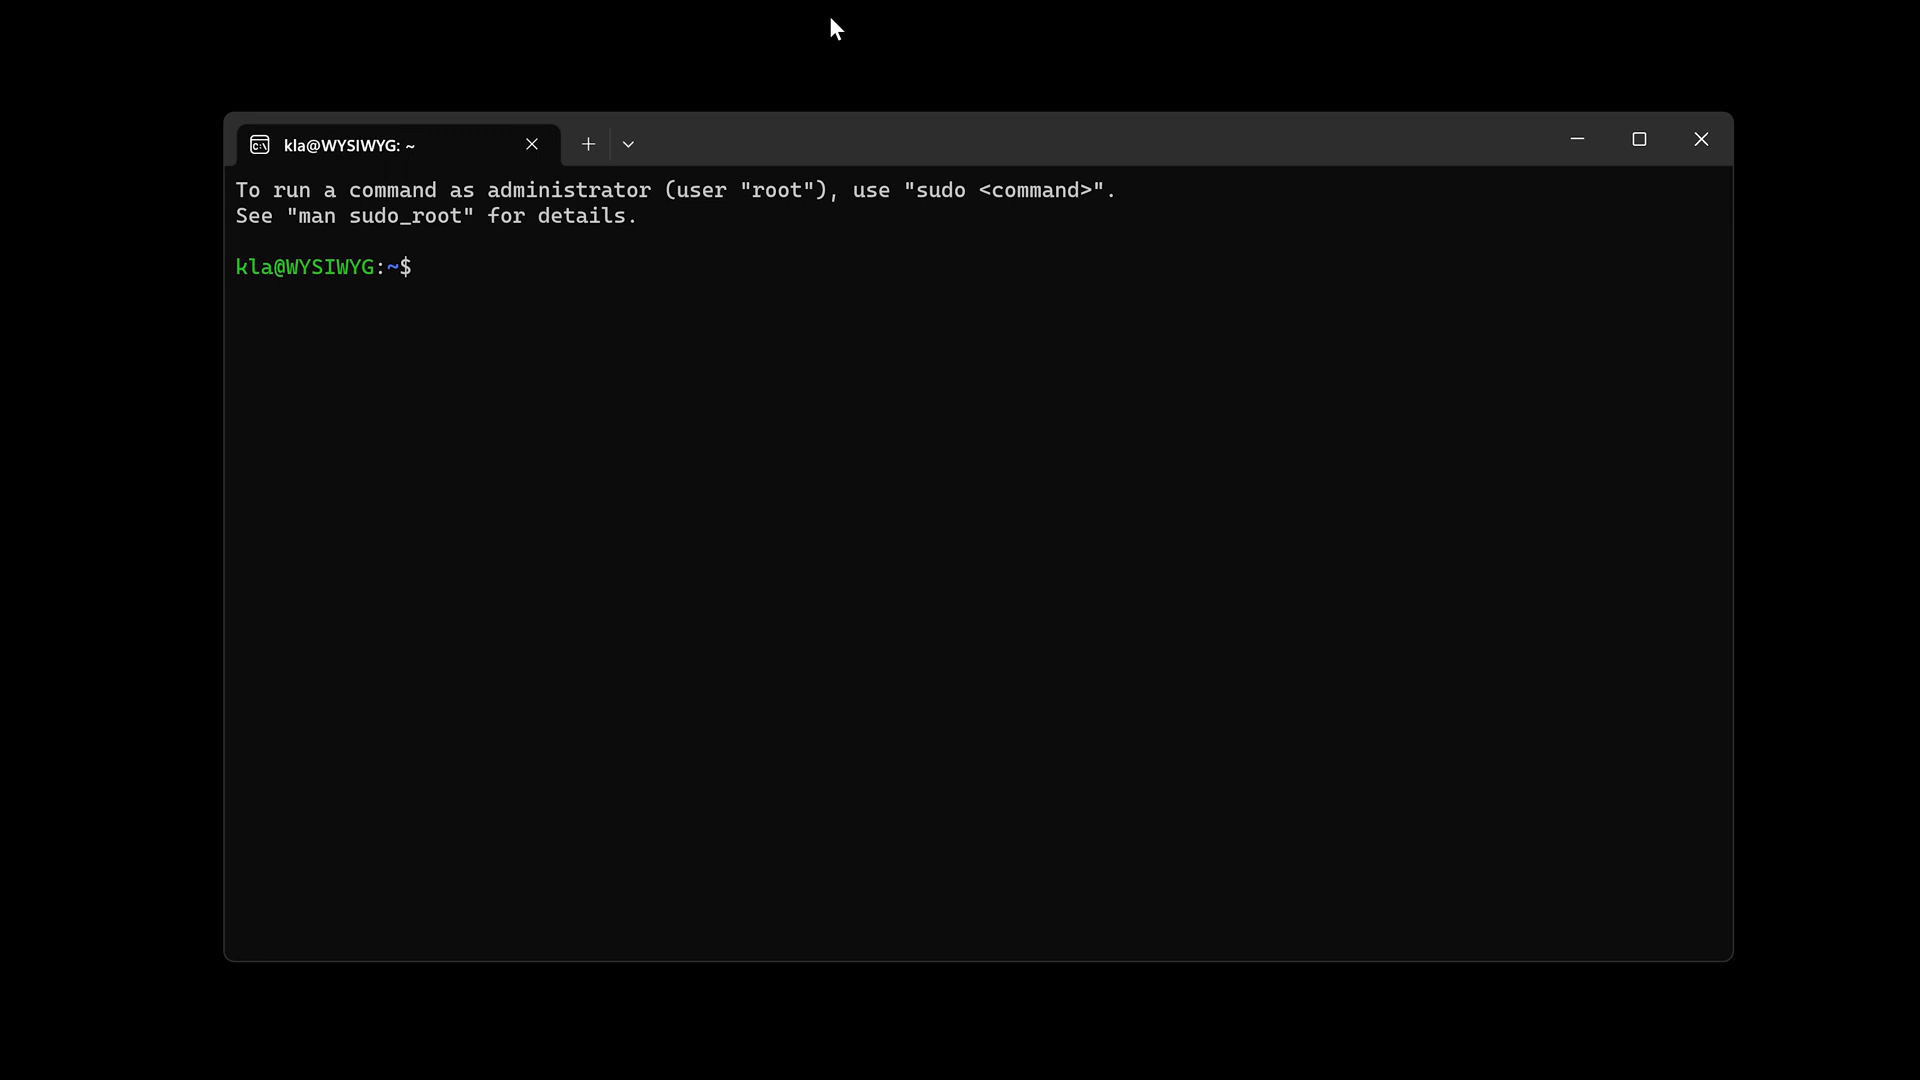 kla@WYSIWYG: ~
To run a command as administrator (user "root"), use "sudo <command>".
See "man sudo_root" for details.
kla@WYSIWYG:~$